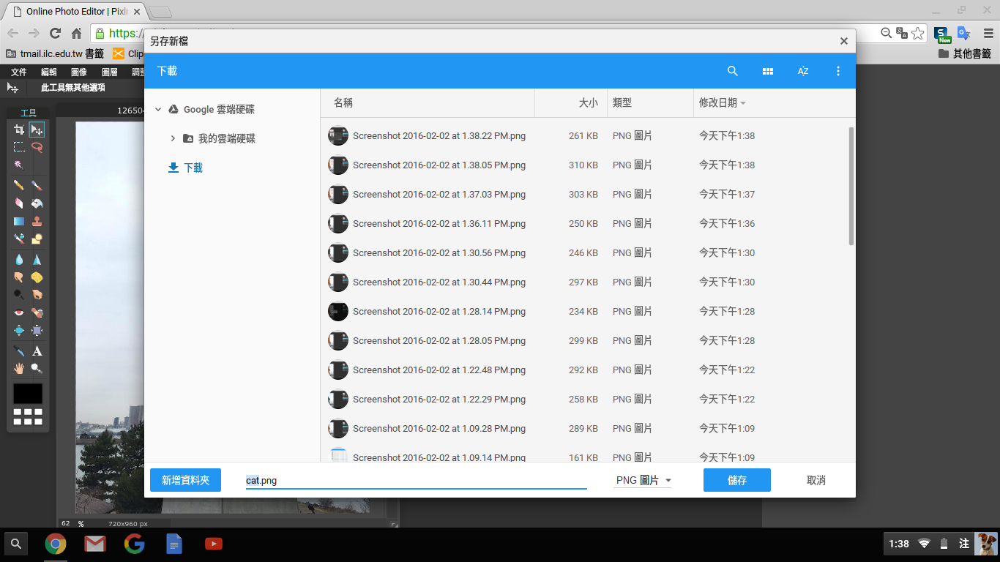 Online Photo Editor | Pixlr
https://
tmail.ilc.edu.tw 書籤
Clip
New
其他書籤
另存新檔
文件 編輯 圖像 圖層 調整
下載
AZ
此工具無其他選項
工具
12650
Google 雲端硬碟
我的雲端硬碟
下載
名稱 大小 類型 修改日期
Screenshot 2016-02-02 at 1.38.22 PM.png 261 KB PNG 圖片 今天下午1:38
Screenshot 2016-02-02 at 1.38.05 PM.png 310 KB PNG 圖片 今天下午1:38
Screenshot 2016-02-02 at 1.37.03 PM.png 303 KB PNG 圖片 今天下午1:37
Screenshot 2016-02-02 at 1.36.11 PM.png 250 KB PNG 圖片 今天下午1:36
Screenshot 2016-02-02 at 1.30.56 PM.png 246 KB PNG 圖片 今天下午1:30
Screenshot 2016-02-02 at 1.30.44 PM.png 297 KB PNG 圖片 今天下午1:30
Screenshot 2016-02-02 at 1.28.14 PM.png 234 KB PNG 圖片 今天下午1:28
Screenshot 2016-02-02 at 1.28.05 PM.png 299 KB PNG 圖片 今天下午1:28
Screenshot 2016-02-02 at 1.22.48 PM.png 292 KB PNG 圖片 今天下午1:22
Screenshot 2016-02-02 at 1.22.29 PM.png 258 KB PNG 圖片 今天下午1:22
Screenshot 2016-02-02 at 1.09.28 PM.png 289 KB PNG 圖片 今天下午1:09
Screenshot 2016-02-02 at 1.09.14 PM.png 161 KB PNG 圖片 今天下午1:09
新增資料夾 cat.png PNG 圖片 儲存 取消
62 % 720x960 px
1:38 注